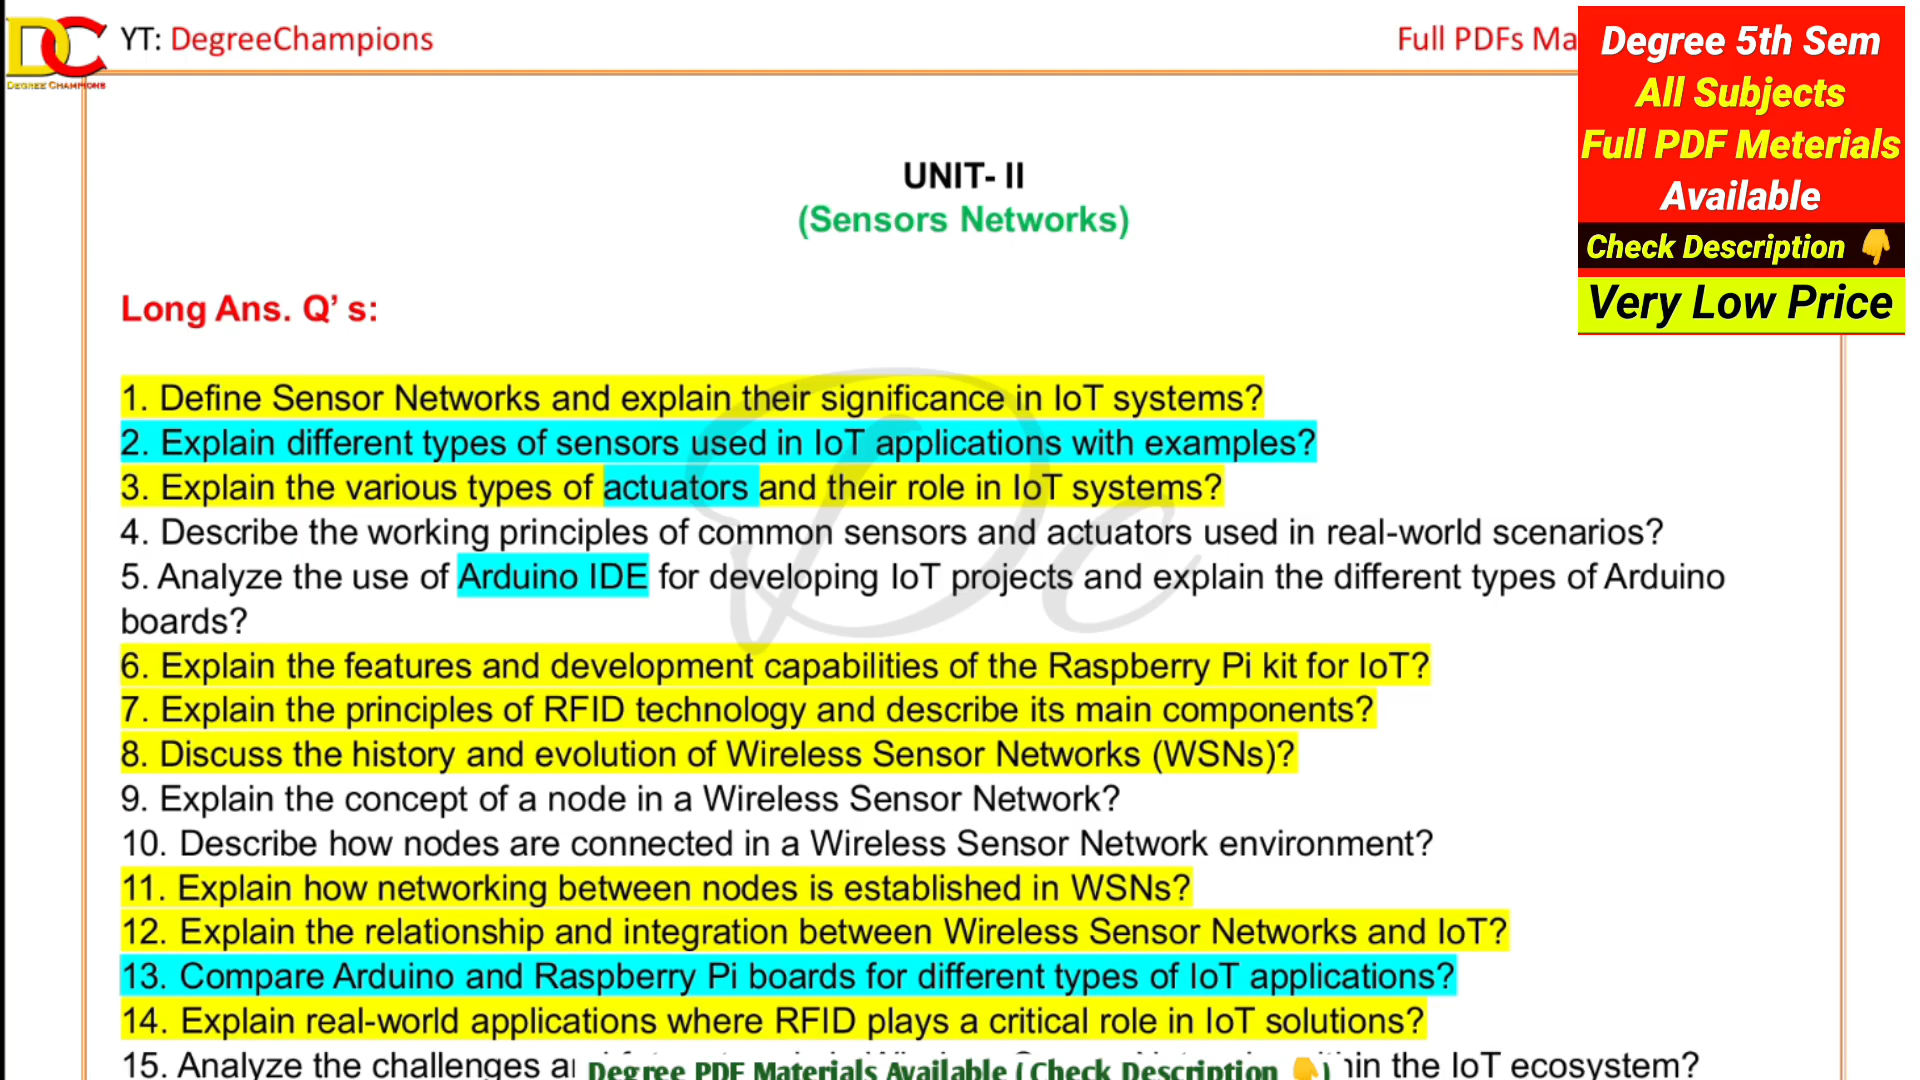 DC
DEGREE CHAMPIONS
YT: DegreeChampions
Full PDFs Ma
Degree 5th Sem
All Subjects
Full PDF Meterials
Available
Check Description 👇
Very Low Price
UNIT- II
(Sensors Networks)
Long Ans. Q’ s:
1. Define Sensor Networks and explain their significance in IoT systems?
2. Explain different types of sensors used in IoT applications with examples?
3. Explain the various types of actuators and their role in IoT systems?
4. Describe the working principles of common sensors and actuators used in real-world scenarios?
5. Analyze the use of Arduino IDE for developing IoT projects and explain the different types of Arduino
boards?
6. Explain the features and development capabilities of the Raspberry Pi kit for IoT?
7. Explain the principles of RFID technology and describe its main components?
8. Discuss the history and evolution of Wireless Sensor Networks (WSNs)?
9. Explain the concept of a node in a Wireless Sensor Network?
10. Describe how nodes are connected in a Wireless Sensor Network environment?
11. Explain how networking between nodes is established in WSNs?
12. Explain the relationship and integration between Wireless Sensor Networks and IoT?
13. Compare Arduino and Raspberry Pi boards for different types of IoT applications?
14. Explain real-world applications where RFID plays a critical role in IoT solutions?
15. Analyze the challenges the IoT ecosystem?
Degree PDF Materials Available ( Check Description 👇 )
Dc